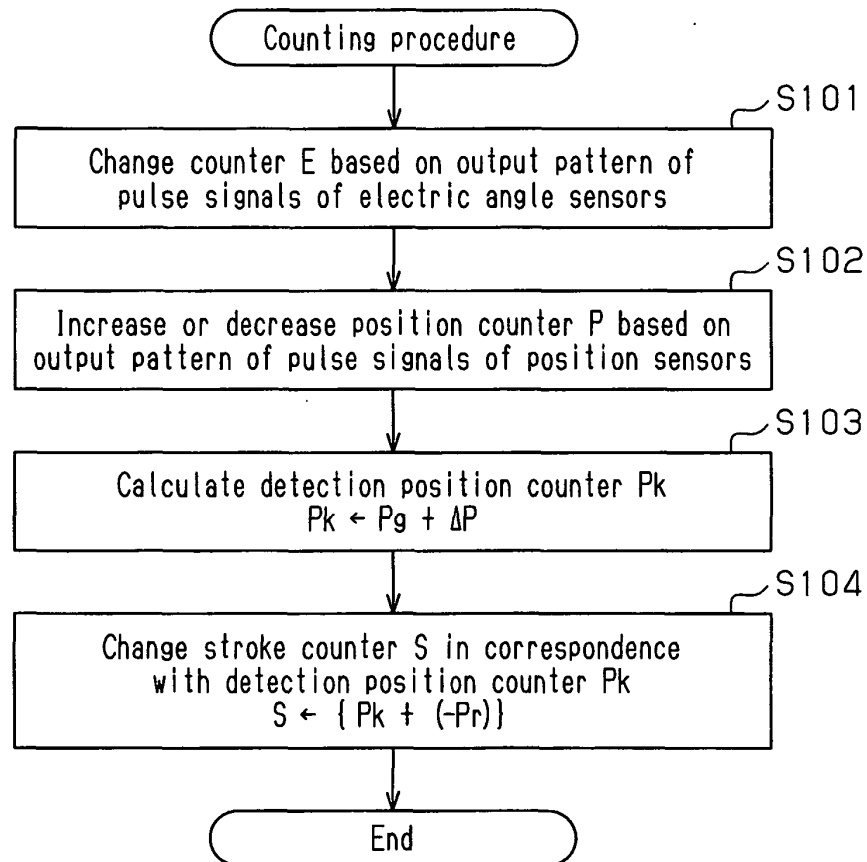 Counting procedure
S101
Change counter E based on output pattern of
pulse signals of electric angle sensors
S102
Increase or decrease position counter P based on
output pattern of pulse signals of position sensors
S103
Calculate detection position counter Pk
Pk ← Pg + ΔP
S104
Change stroke counter S in correspondence
with detection position counter Pk
S ← { Pk + (-Pr)}
End